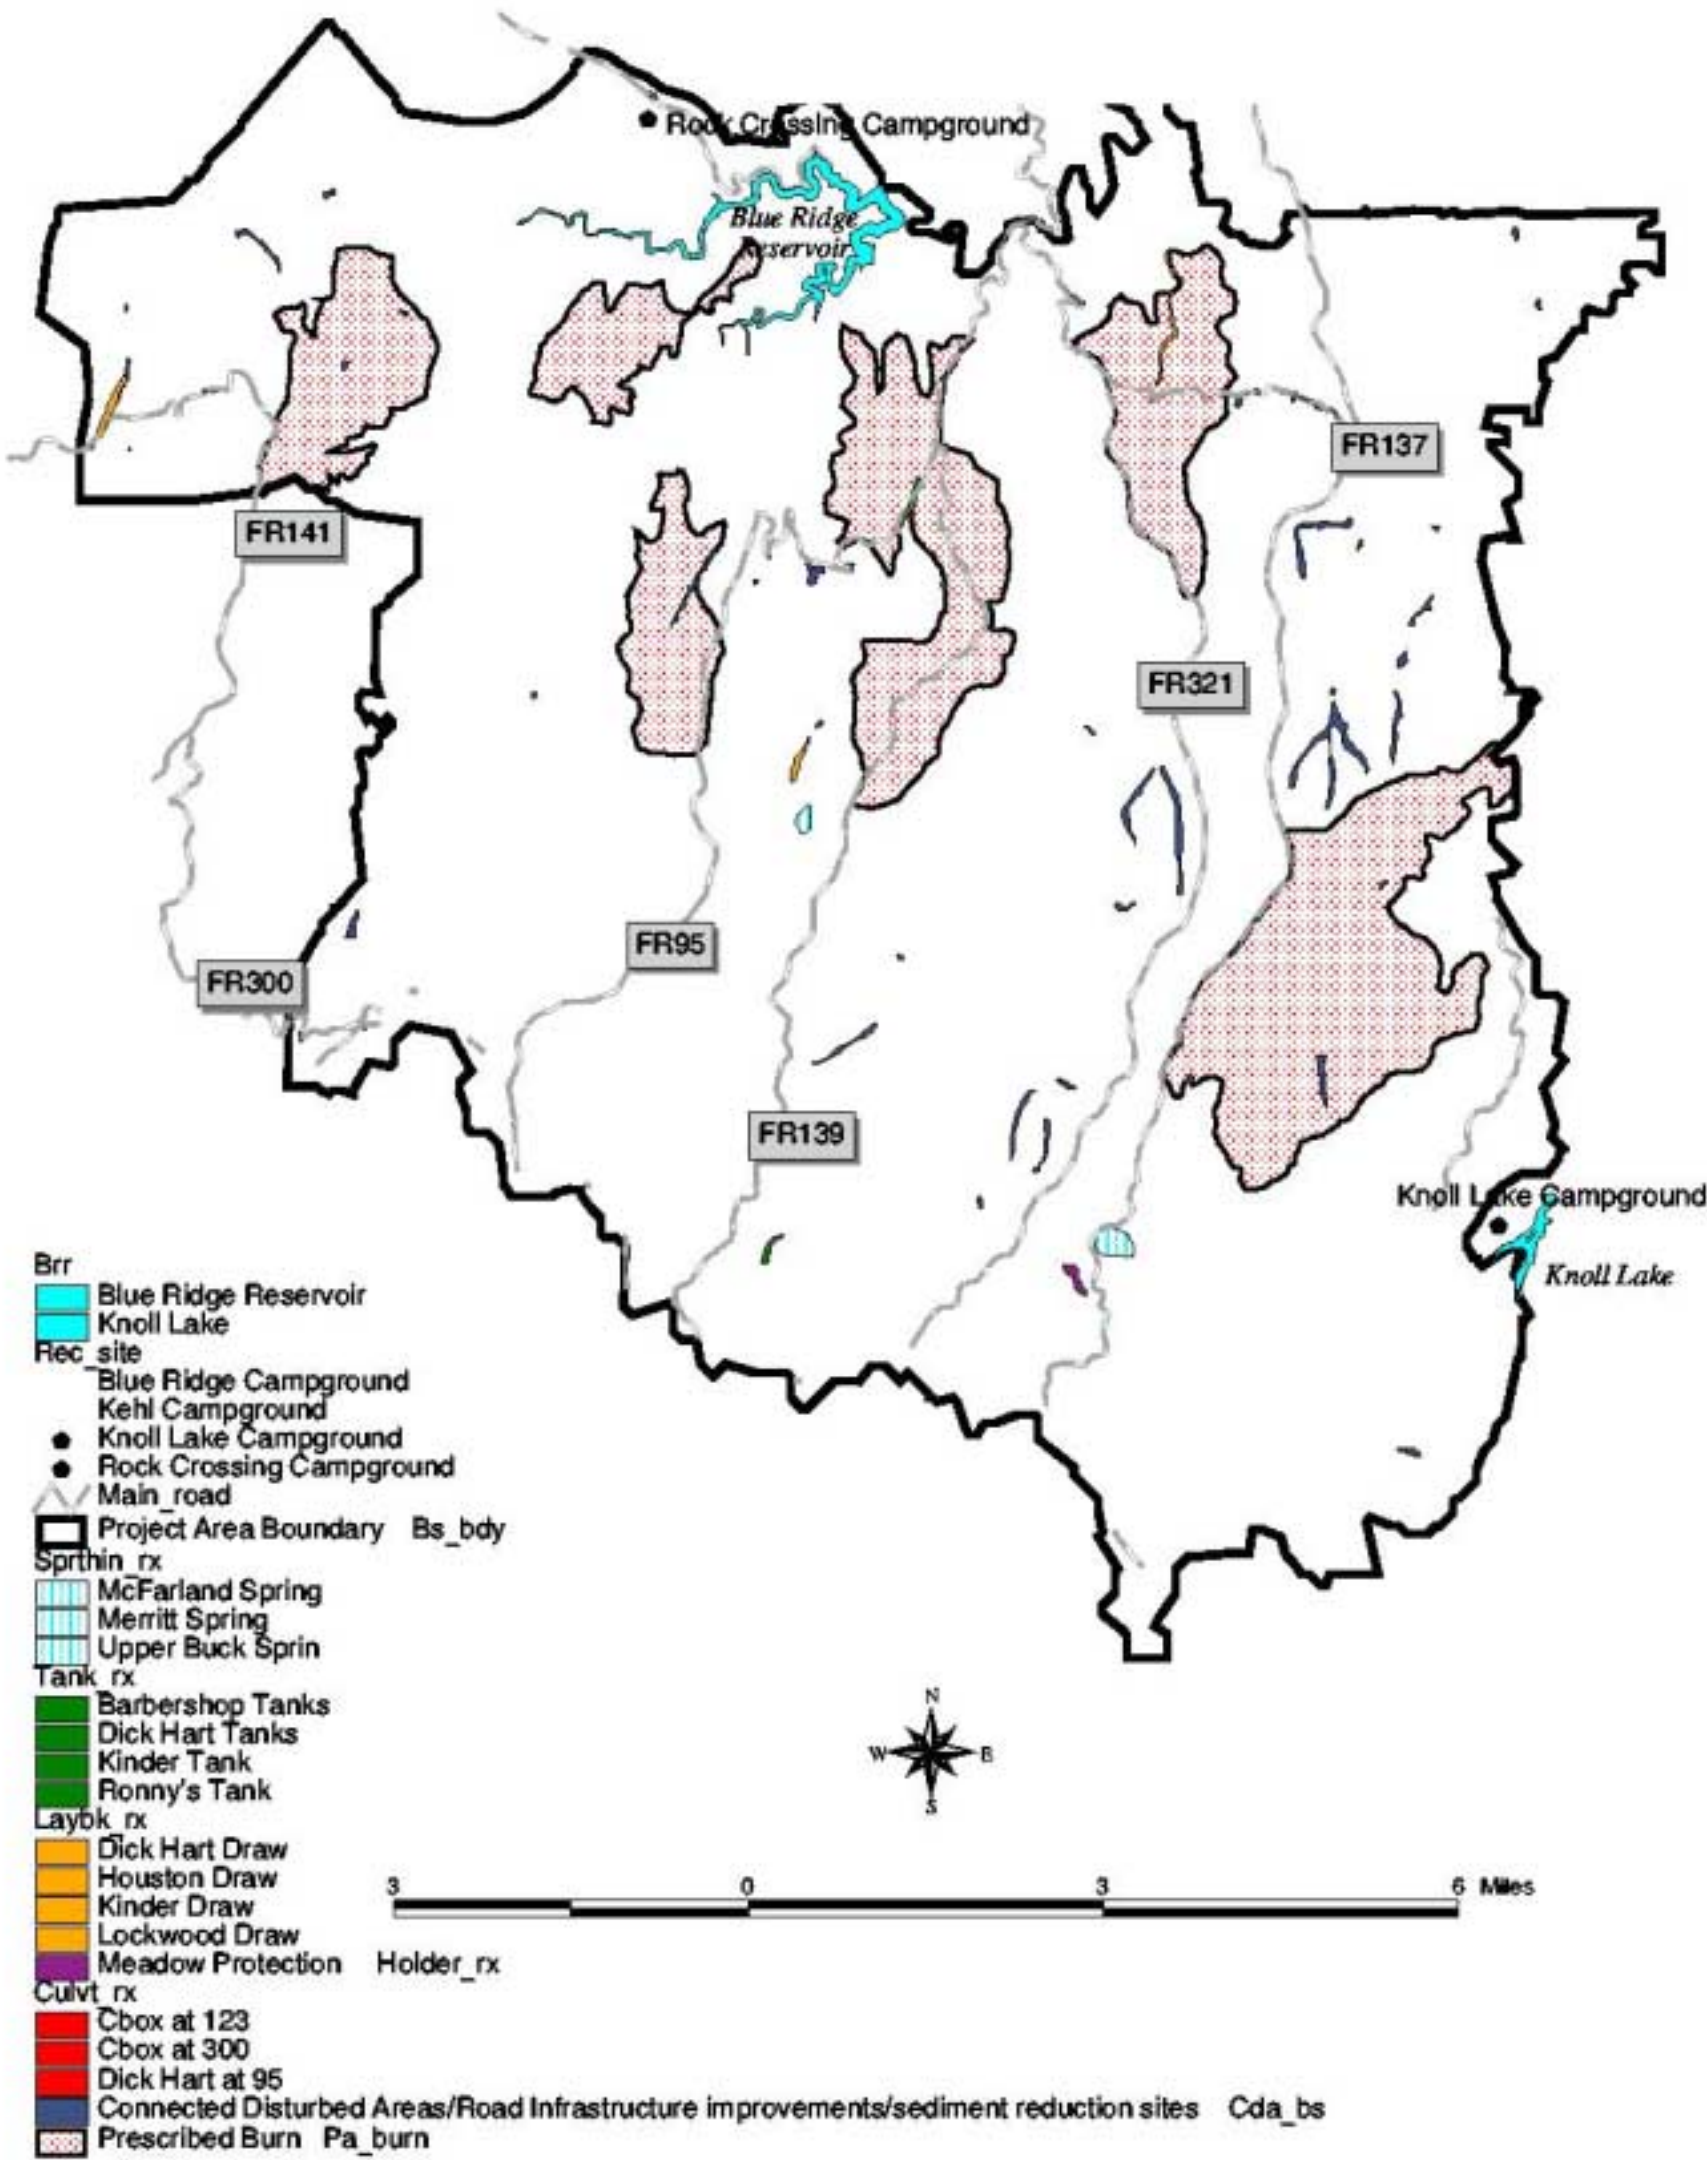 Rock Crossing Campground
Blue Ridge
Reservoir
FR137
FR141
FR321
FR95
FR300
FR139
Knoll Lake Campground
Knoll Lake
Brr
Blue Ridge Reservoir
Knoll Lake
Rec_site
Blue Ridge Campground
Kehl Campground
Knoll Lake Campground
Rock Crossing Campground
Main_road
Project Area Boundary Bs_bdy
Sprthin_rx
McFarland Spring
Merritt Spring
Upper Buck Sprin
Tank_rx
Barbershop Tanks
Dick Hart Tanks
Kinder Tank
Ronny's Tank
Laybk_rx
Dick Hart Draw
Houston Draw
Kinder Draw
Lockwood Draw
Meadow Protection Holder_rx
Culvt_rx
Cbox at 123
Cbox at 300
Dick Hart at 95
Connected Disturbed Areas/Road Infrastructure improvements/sediment reduction sites Cda_bs
Prescribed Burn Pa_burn
N
W E
S
3 0 3 6 Miles